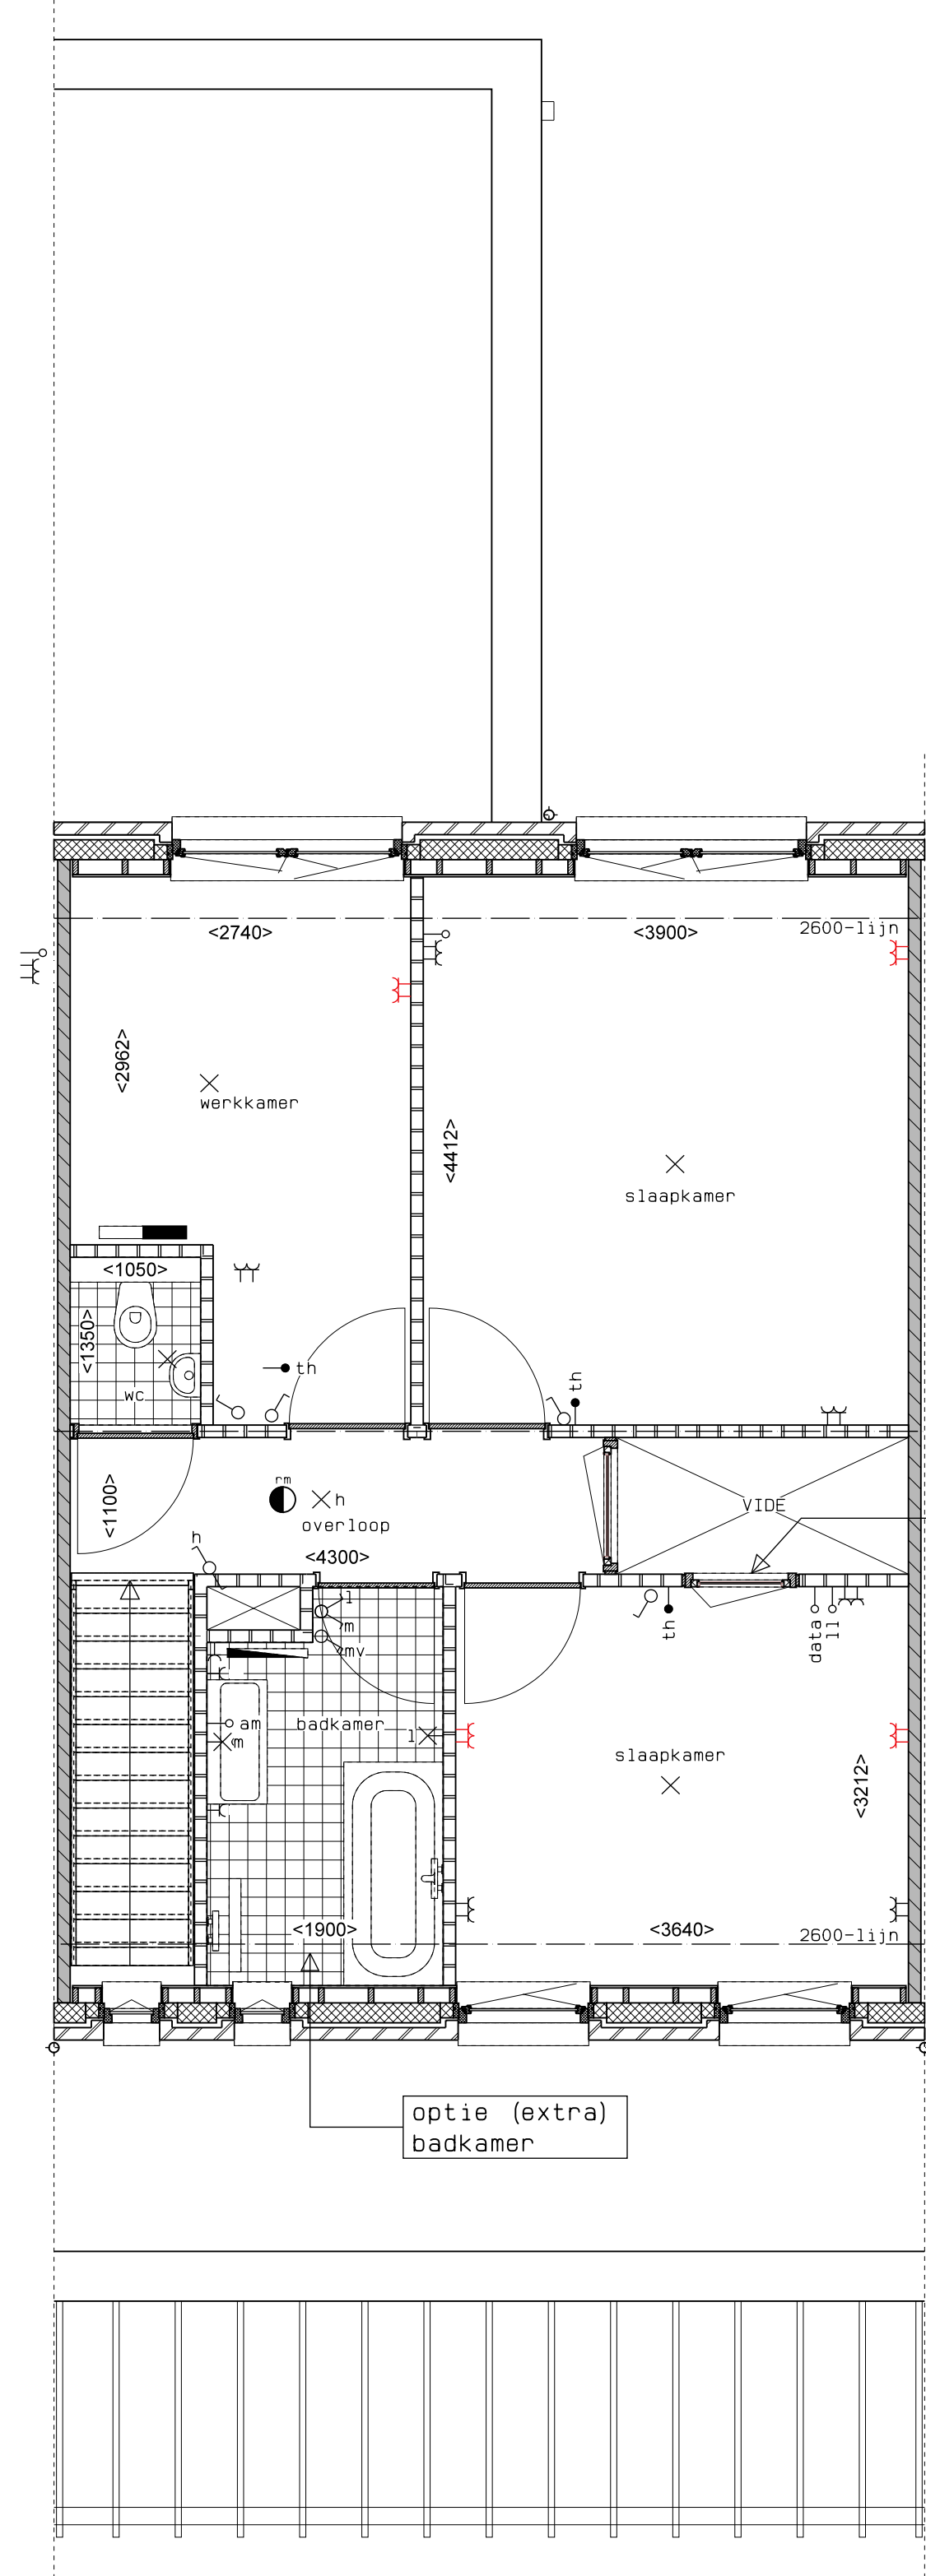 <2740>
<3900>
2600-lijn
<2962>
werkkamer
<4412>
slaapkamer
<1050>
<1350>
wc
th
th
<1100>
rm
h
overloop
VIDE
h
<4300>
l
m
mv
th
data
ll
am
m
badkamer
l
slaapkamer
<3212>
<1900>
<3640>
2600-lijn
optie (extra)
badkamer